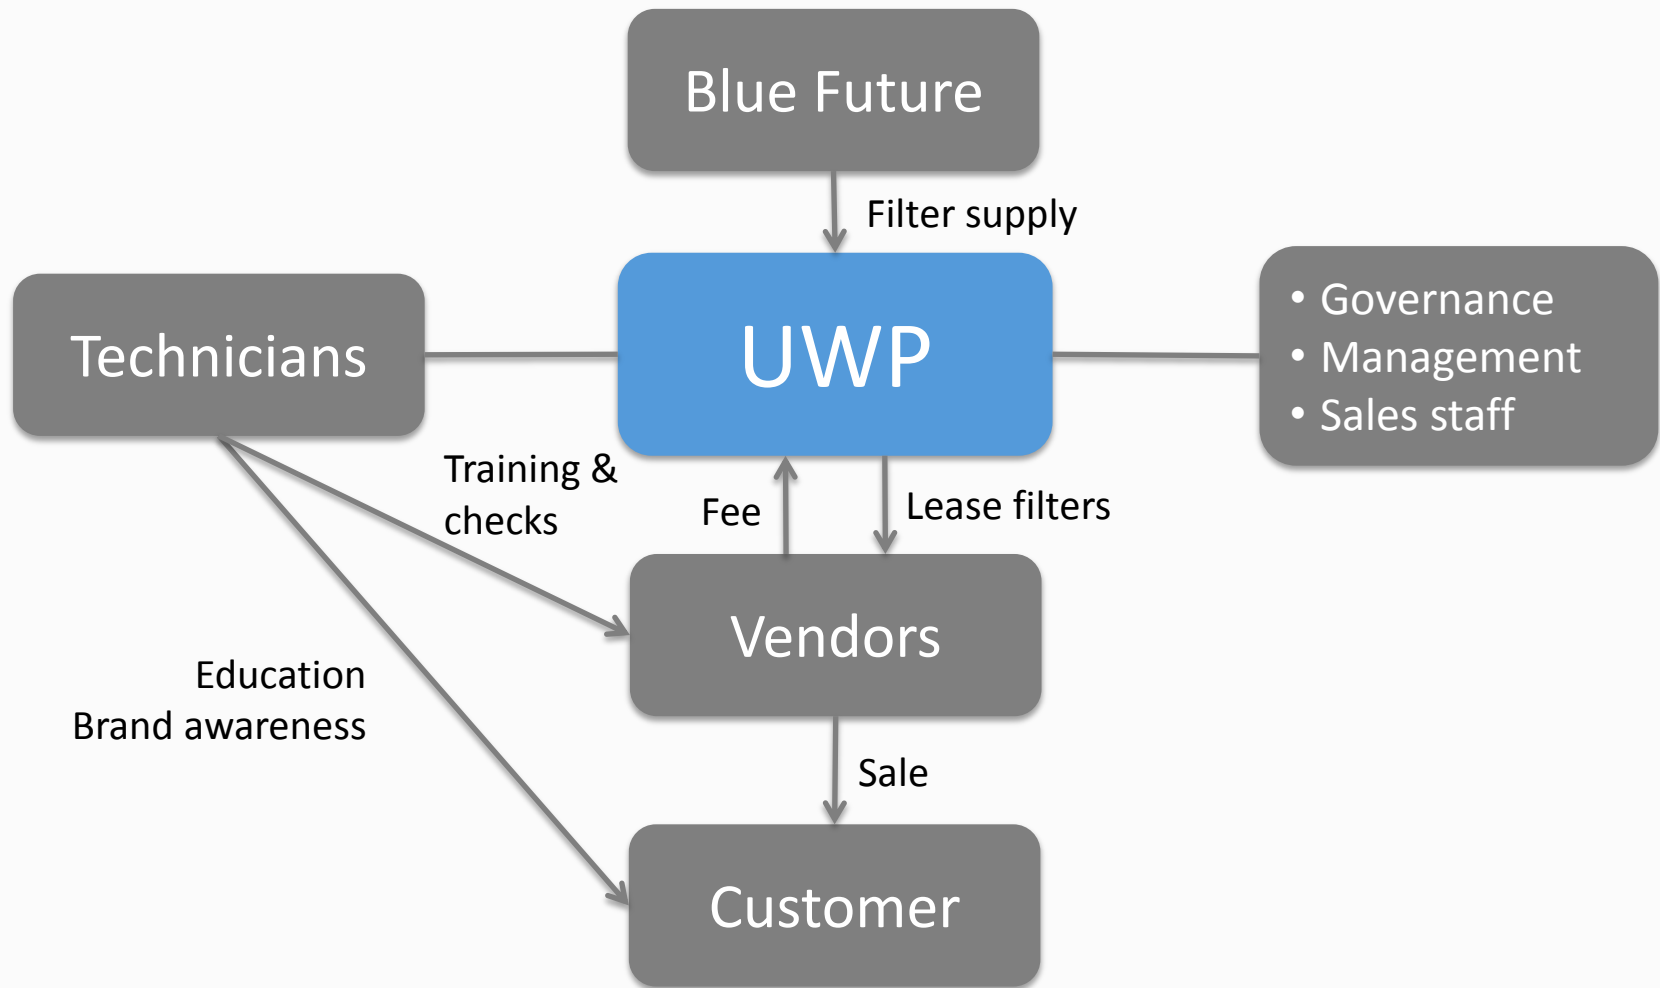 Blue Future
Filter supply
Technicians
UWP
• Governance
• Management
• Sales staff
Training &
checks
Fee
Lease filters
Vendors
Education
Brand awareness
Sale
Customer